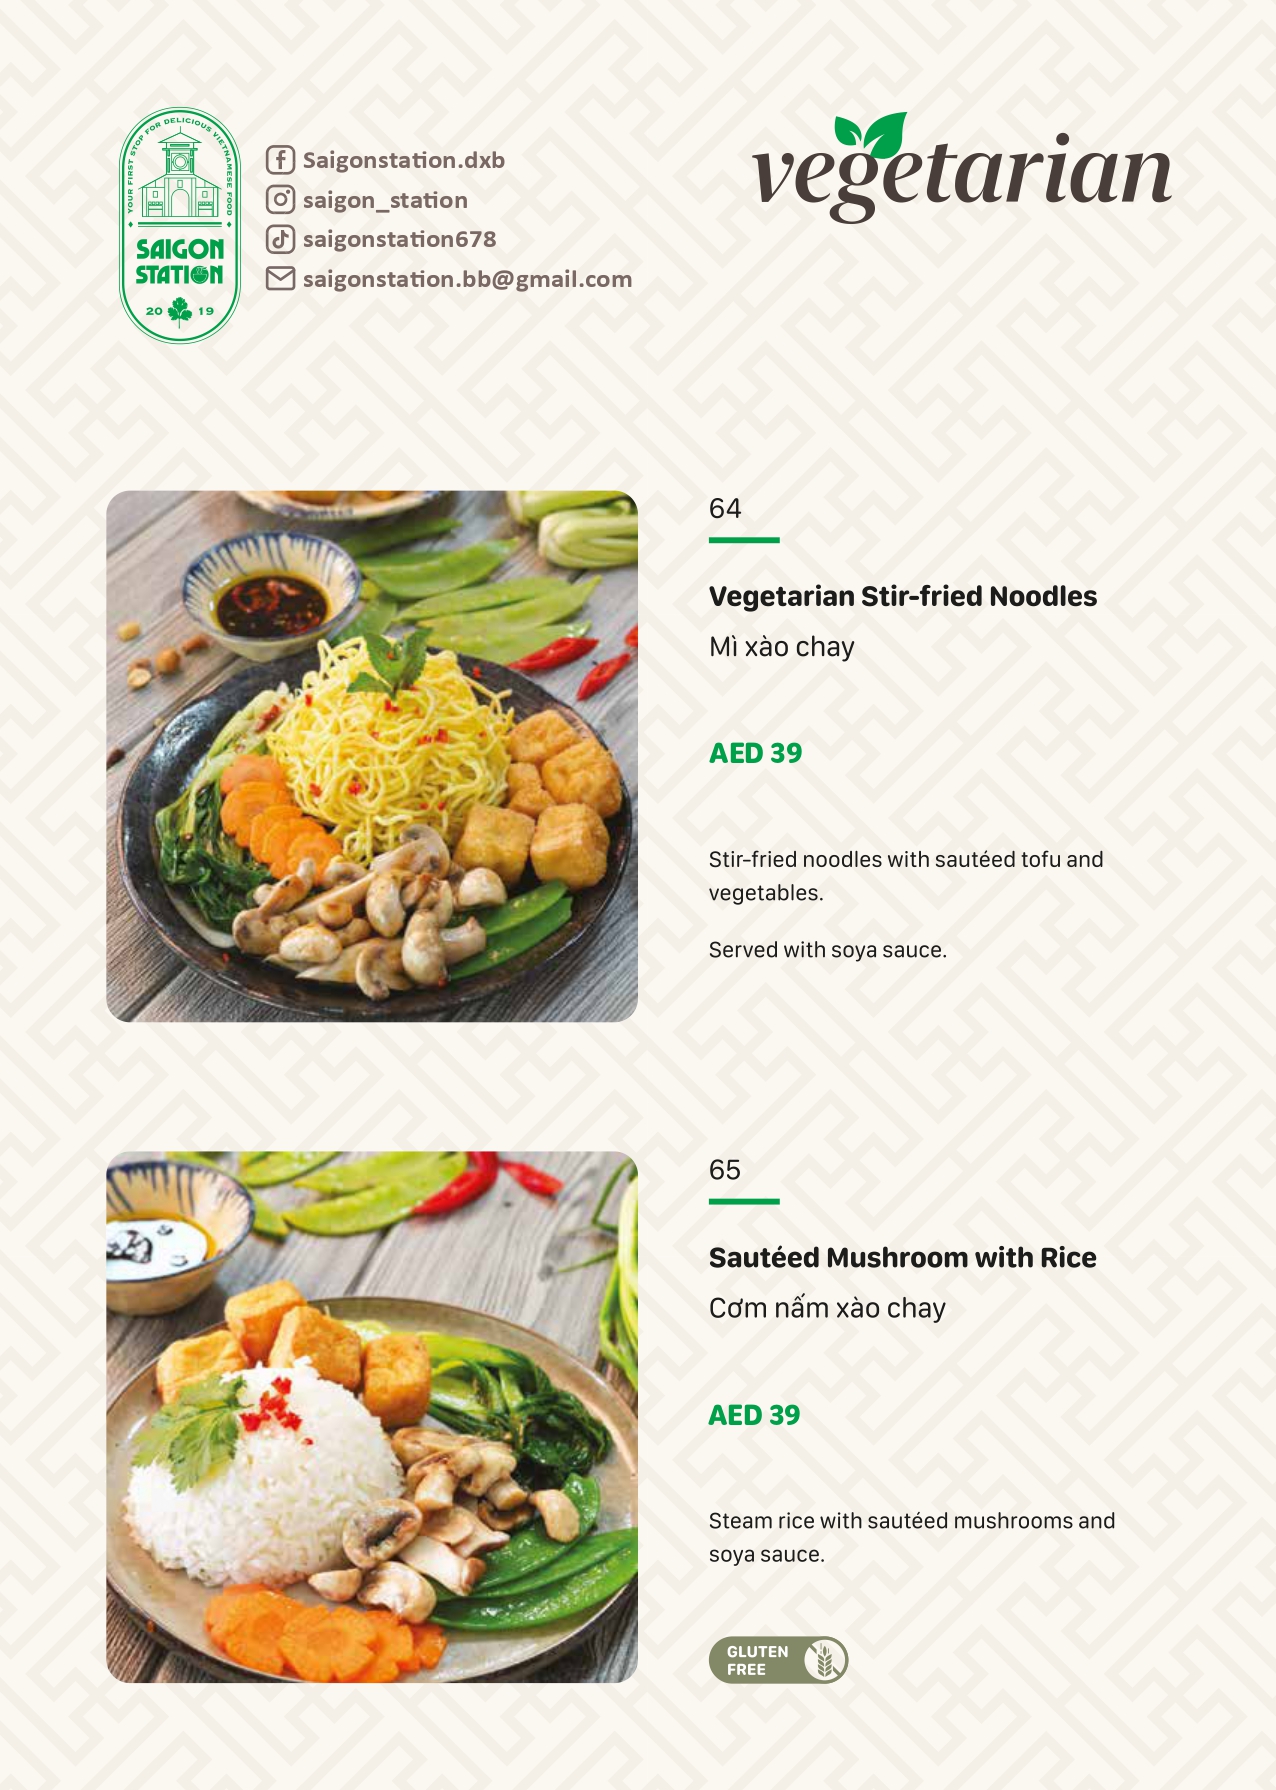 YOUR FIRST STOP FOR DELICIOUS VIETNAMESE FOOD
SAIGON
STATION
20 19
Saigonstation.dxb
saigon_station
saigonstation678
saigonstation.bb@gmail.com
vegetarian
64
Vegetarian Stir-fried Noodles
Mì xào chay
AED 39
Stir-fried noodles with sautéed tofu and
vegetables.
Served with soya sauce.
65
Sautéed Mushroom with Rice
Cơm nấm xào chay
AED 39
Steam rice with sautéed mushrooms and
soya sauce.
GLUTEN
FREE